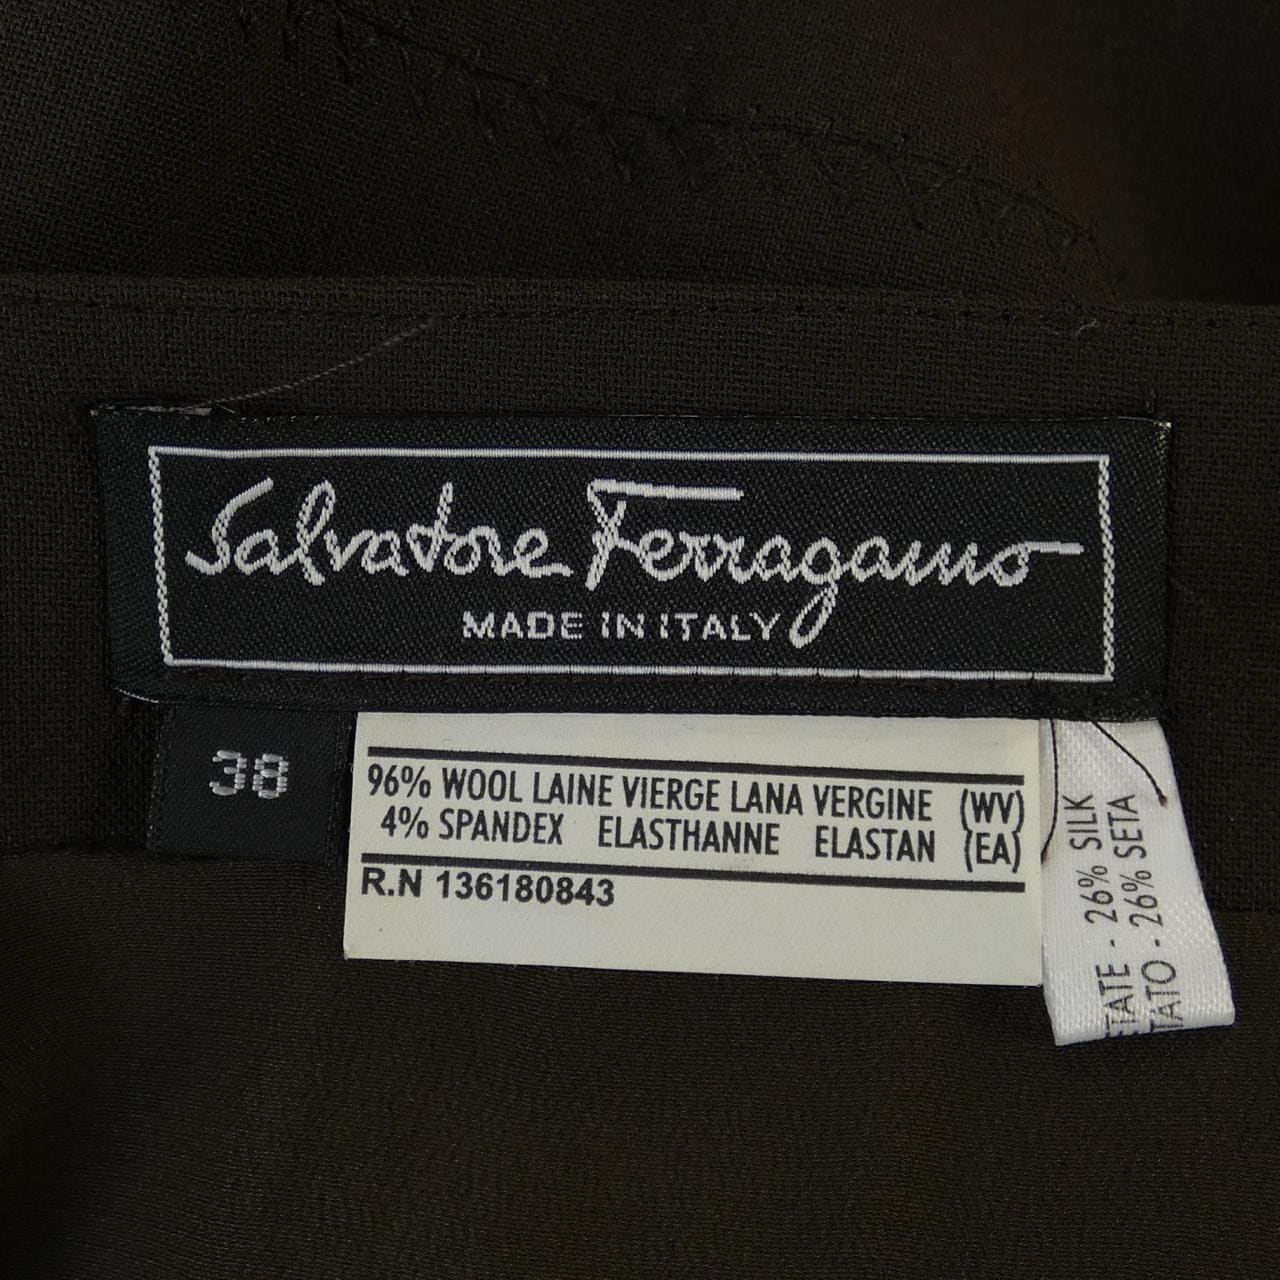 Salvatore Ferragamo
MADE IN ITALY
38
96% WOOL LAINE VIERGE LANA VERGINE (WV)
4% SPANDEX ELASTHANNE ELASTAN (EA)
R.N 136180843
- 26% SILK
- 26% SETA